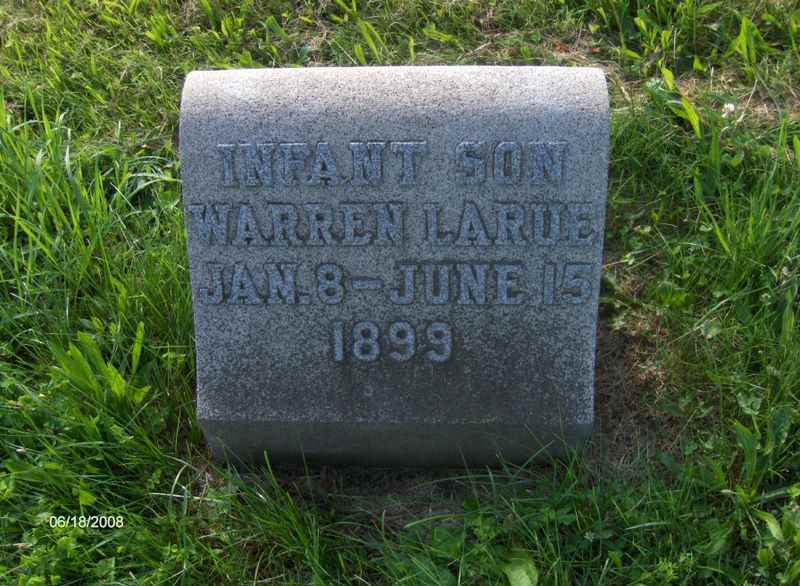 INFANT SON
WARREN LARUE
JAN. 8 – JUNE 15
1899
06/18/2008